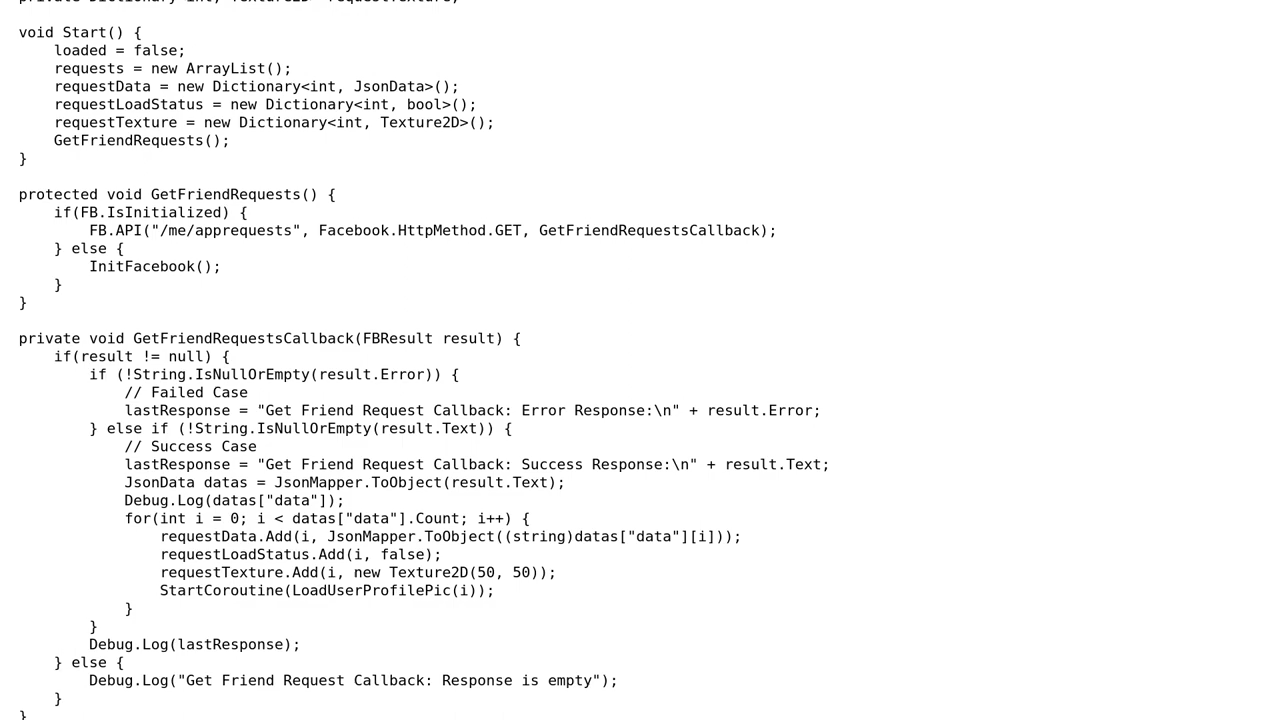 private Dictionary<int, Texture2D> requestTexture;
void Start() {
loaded = false;
requests = new ArrayList();
requestData = new Dictionary<int, JsonData>();
requestLoadStatus = new Dictionary<int, bool>();
requestTexture = new Dictionary<int, Texture2D>();
GetFriendRequests();
}
protected void GetFriendRequests() {
if(FB.IsInitialized) {
FB.API("/me/apprequests", Facebook.HttpMethod.GET, GetFriendRequestsCallback);
} else {
InitFacebook();
}
}
private void GetFriendRequestsCallback(FBResult result) {
if(result != null) {
if (!String.IsNullOrEmpty(result.Error)) {
// Failed Case
lastResponse = "Get Friend Request Callback: Error Response:\n" + result.Error;
} else if (!String.IsNullOrEmpty(result.Text)) {
// Success Case
lastResponse = "Get Friend Request Callback: Success Response:\n" + result.Text;
JsonData datas = JsonMapper.ToObject(result.Text);
Debug.Log(datas["data"]);
for(int i = 0; i < datas["data"].Count; i++) {
requestData.Add(i, JsonMapper.ToObject((string)datas["data"][i]));
requestLoadStatus.Add(i, false);
requestTexture.Add(i, new Texture2D(50, 50));
StartCoroutine(LoadUserProfilePic(i));
}
}
Debug.Log(lastResponse);
} else {
Debug.Log("Get Friend Request Callback: Response is empty");
}
}